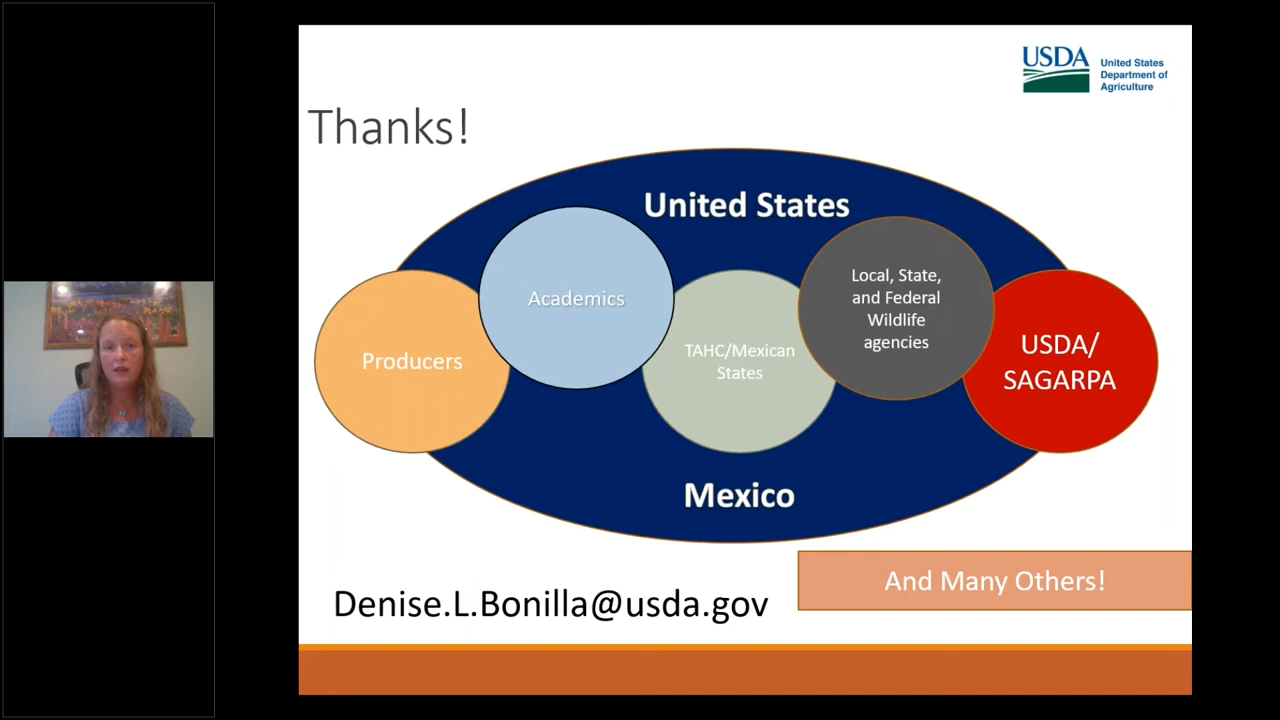 USDA
United States
Department of
Agriculture
Thanks!
United States
Producers
Academics
TAHC/Mexican
States
Local, State,
and Federal
Wildlife
agencies
USDA/
SAGARPA
Mexico
And Many Others!
Denise.L.Bonilla@usda.gov